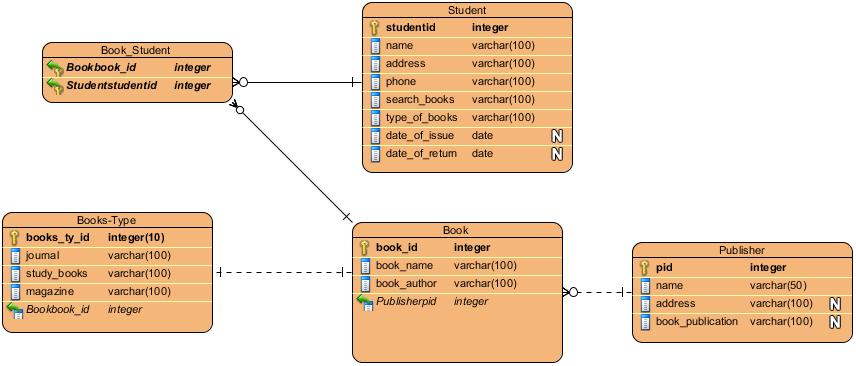 Book_Student
Bookbook_id integer
Studentstudentid integer
Student
studentid integer
name varchar(100)
address varchar(100)
phone varchar(100)
search_books varchar(100)
type_of_books varchar(100)
date_of_issue date N
date_of_return date N
Books-Type
books_ty_id integer(10)
journal varchar(100)
study_books varchar(100)
magazine varchar(100)
Bookbook_id integer
Book
book_id integer
book_name varchar(100)
book_author varchar(100)
Publisherpid integer
Publisher
pid integer
name varchar(50)
address varchar(100) N
book_publication varchar(100) N